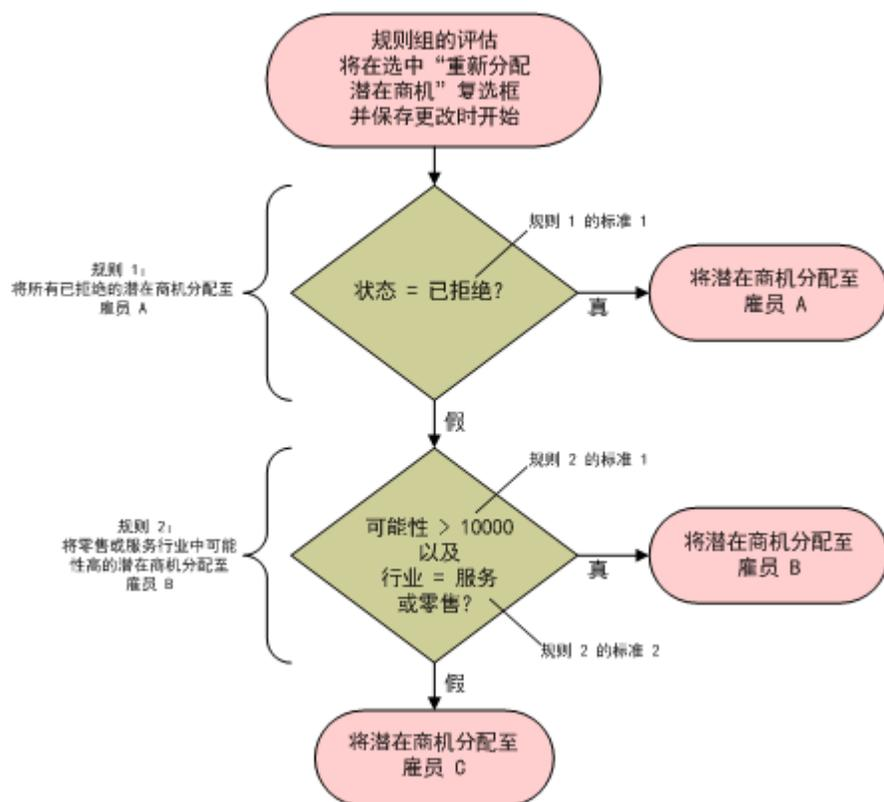 规则组的评估
将在选中“重新分配
潜在商机”复选框
并保存更改时开始
规则 1 的标准 1
规则 1:
将所有已拒绝的潜在商机分配至
雇员 A
状态 = 已拒绝?
真
将潜在商机分配至
雇员 A
假
规则 2 的标准 1
规则 2:
将零售或服务行业中可能
性高的潜在商机分配至
雇员 B
可能性 > 10000
以及
行业 = 服务
或零售?
真
将潜在商机分配至
雇员 B
规则 2 的标准 2
假
将潜在商机分配至
雇员 C